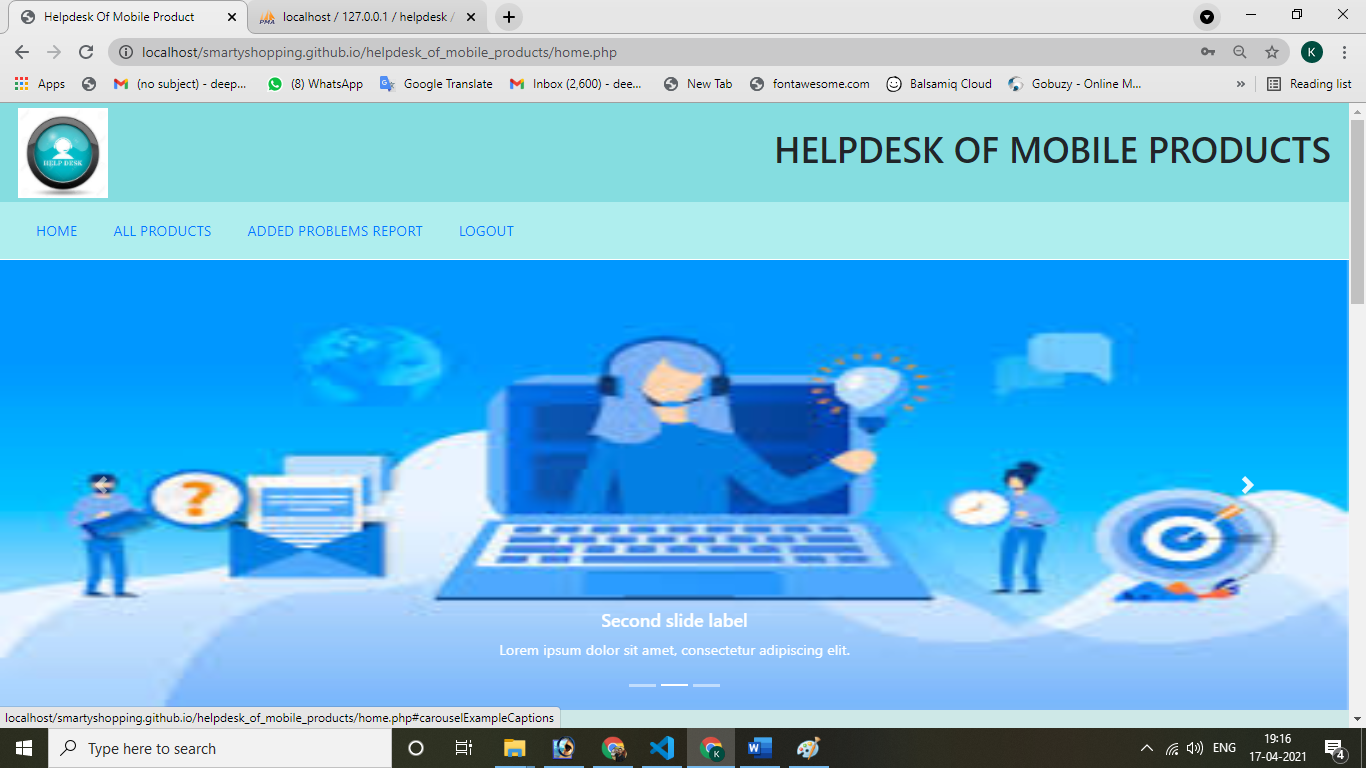 Helpdesk Of Mobile Product
localhost / 127.0.0.1 / helpdesk /
localhost/smartyshopping.github.io/helpdesk_of_mobile_products/home.php
K
Apps
(no subject) - deep...
(8) WhatsApp
Google Translate
Inbox (2,600) - dee...
New Tab
fontawesome.com
Balsamiq Cloud
Gobuzy - Online M...
»
Reading list
HELP DESK
HELPDESK OF MOBILE PRODUCTS
HOME
ALL PRODUCTS
ADDED PROBLEMS REPORT
LOGOUT
?
Second slide label
Lorem ipsum dolor sit amet, consectetur adipiscing elit.
localhost/smartyshopping.github.io/helpdesk_of_mobile_products/home.php#carouselExampleCaptions
Type here to search
K
W
ENG
19:16
17-04-2021
4